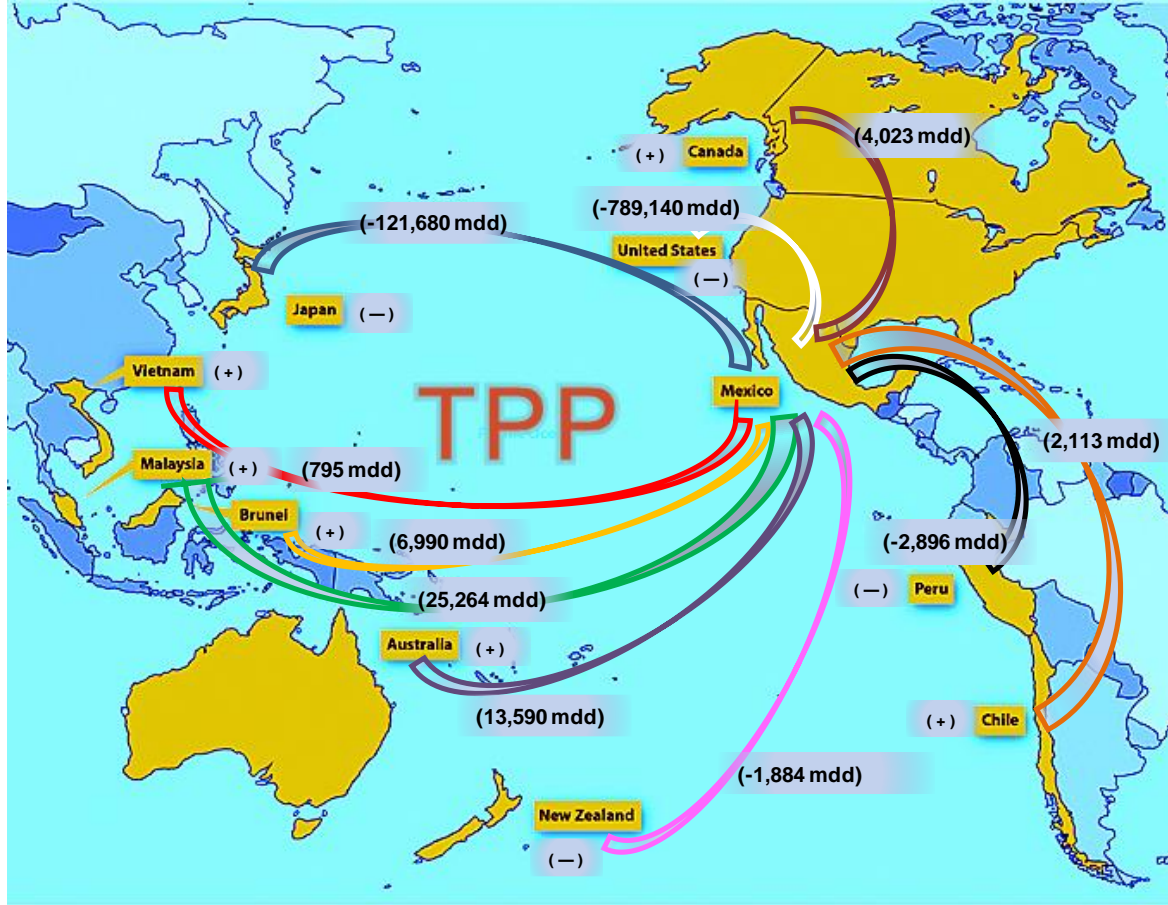 (4,023 mdd)
( + ) Canada
(-789,140 mdd)
(-121,680 mdd)
United States
( — )
Japan ( — )
Vietnam ( + )
TPP
Mexico
(2,113 mdd)
Malaysia ( + ) (795 mdd)
Brunei ( + )
(6,990 mdd)
(-2,896 mdd)
( — ) Peru
(25,264 mdd)
Australia ( + )
(13,590 mdd)
( + ) Chile
(-1,884 mdd)
New Zealand
( — )